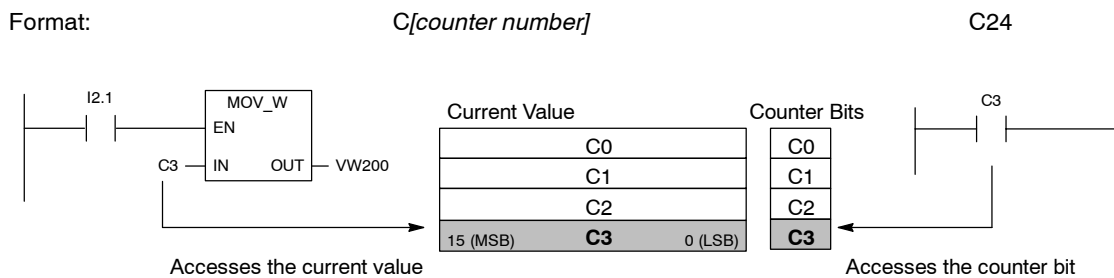 Format: C[counter number] C24
I2.1 MOV_W
EN
C3 IN OUT VW200
Current Value Counter Bits
C3
C0 C0
C1 C1
C2 C2
15 (MSB) C3 0 (LSB) C3
Accesses the current value Accesses the counter bit